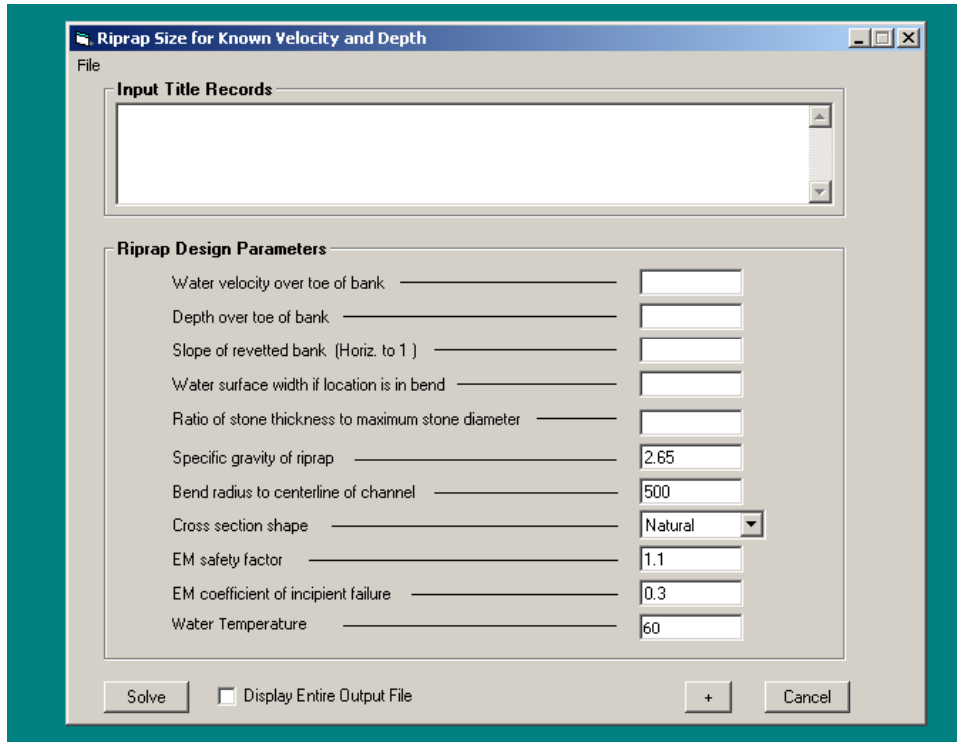 Riprap Size for Known Velocity and Depth
File
Input Title Records
Riprap Design Parameters
Water velocity over toe of bank
Depth over toe of bank
Slope of revetted bank (Horiz. to 1 )
Water surface width if location is in bend
Ratio of stone thickness to maximum stone diameter
Specific gravity of riprap 2.65
Bend radius to centerline of channel 500
Cross section shape Natural
EM safety factor 1.1
EM coefficient of incipient failure 0.3
Water Temperature 60
Solve Display Entire Output File + Cancel